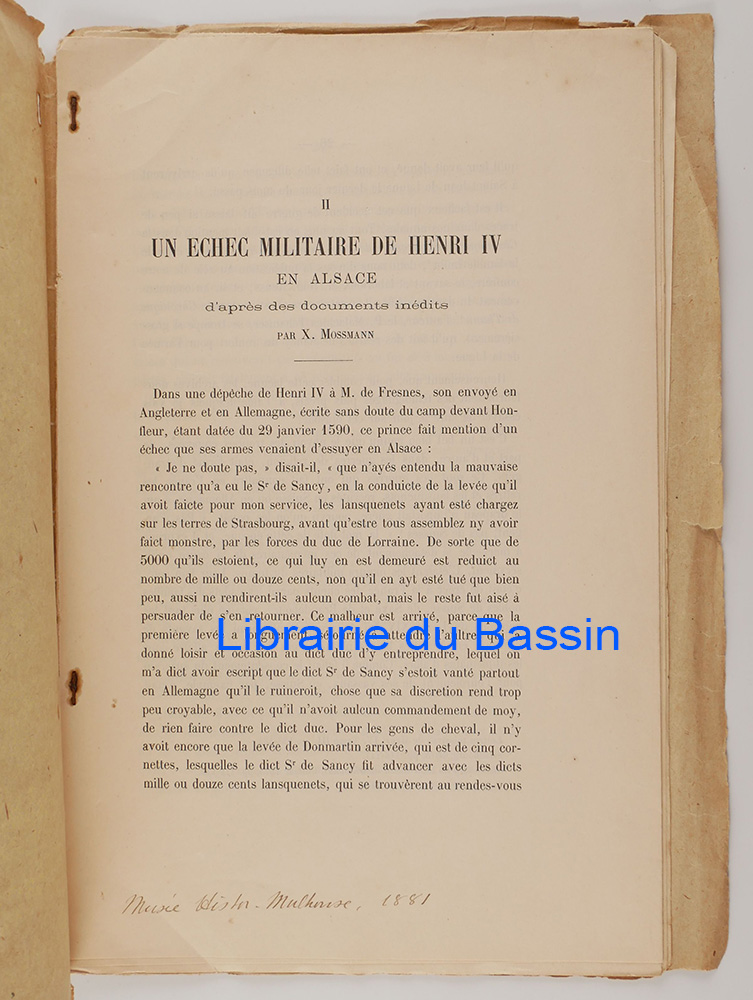 II
UN ECHEC MILITAIRE DE HENRI IV
EN ALSACE
d'après des documents inédits
PAR X. MOSSMANN
Dans une dépêche de Henri IV à M. de Fresnes, son envoyé en
Angleterre et en Allemagne, écrite sans doute du camp devant Hon-
fleur, étant datée du 29 janvier 1590, ce prince fait mention d'un
échec que ses armes venaient d'essuyer en Alsace :
« Je ne doute pas, » disait-il, « que n'ayés entendu la mauvaise
rencontre qu'a eu le Sr de Sancy, en la conduicte de la levée qu'il
avoit faicte pour mon service, les lansquenets ayant esté chargez
sur les terres de Strasbourg, avant qu'estre tous assemblez ny avoir
faict monstre, par les forces du duc de Lorraine. De sorte que de
5000 qu'ils estoient, ce qui luy en est demeuré est reduict au
nombre de mille ou douze cents, non qu'il en ayt esté tué que bien
peu, aussi ne rendirent-ils aulcun combat, mais le reste fut aisé à
persuader de s'en retourner. Ce malheur est arrivé, parce que la
première levée a longuement séjourné à attendre l'aultre, qui a
Librairie du Bassin
donné loisir et occasion au dict duc d'y entreprendre, lequel on
m'a dict avoir escript que le dict Sr de Sancy s'estoit vanté partout
en Allemagne qu'il le ruineroit, chose que sa discretion rend trop
peu croyable, avec ce qu'il n'avoit aulcun commandement de moy,
de rien faire contre le dict duc. Pour les gens de cheval, il n'y
avoit encore que la levée de Donmartin arrivée, qui est de cinq cor-
nettes, lesquelles le dict Sr de Sancy fit advancer avec les dicts
mille ou douze cents lansquenets, qui se trouvèrent au rendes-vous
Musée Histor. Mulhouse, 1881